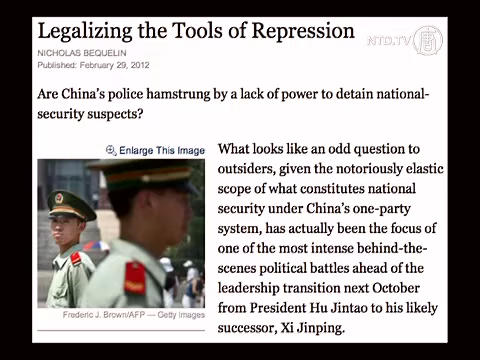 Legalizing the Tools of Repression
NTD.TV
NICHOLAS BEQUELIN
Published: February 29, 2012
Are China's police hamstrung by a lack of power to detain national-
security suspects?
Enlarge This Image
Frederic J. Brown/AFP — Getty Images
What looks like an odd question to
outsiders, given the notoriously elastic
scope of what constitutes national
security under China's one-party
system, has actually been the focus of
one of the most intense behind-the-
scenes political battles ahead of the
leadership transition next October
from President Hu Jintao to his likely
successor, Xi Jinping.